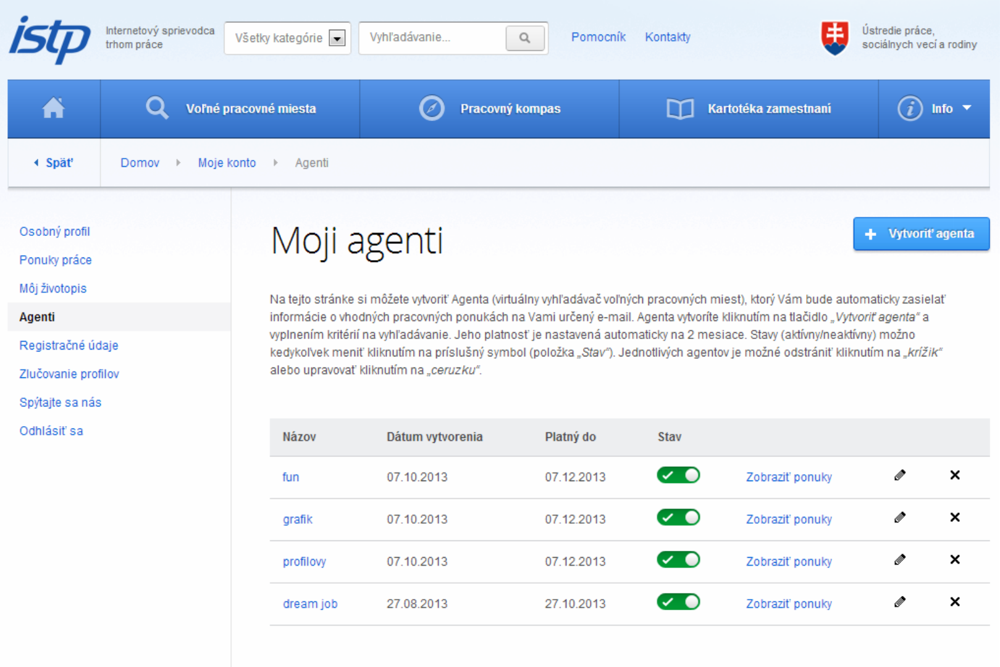 istp
Internetový sprievodca
trhom práce
Všetky kategórie
Vyhľadávanie...
Pomocník
Kontakty
Ústredie práce,
sociálnych vecí a rodiny
Voľné pracovné miesta
Pracovný kompas
Kartotéka zamestnaní
Info
Späť
Domov
Moje konto
Agenti
Osobný profil
Ponuky práce
Môj životopis
Agenti
Registračné údaje
Zlučovanie profilov
Spýtajte sa nás
Odhlásiť sa
Moji agenti
Vytvoriť agenta
Na tejto stránke si môžete vytvoriť Agenta (virtuálny vyhľadávač voľných pracovných miest), ktorý Vám bude automaticky zasielať
informácie o vhodných pracovných ponukách na Vami určený e-mail. Agenta vytvoríte kliknutím na tlačidlo „Vytvoriť agenta“ a
vyplnením kritérií na vyhľadávanie. Jeho platnosť je nastavená automaticky na 2 mesiace. Stavy (aktívny/neaktívny) možno
kedykoľvek meniť kliknutím na príslušný symbol (položka „Stav“). Jednotlivých agentov je možné odstrániť kliknutím na „krížik“
alebo upravovať kliknutím na „ceruzku“.
Názov Dátum vytvorenia Platný do Stav
fun 07.10.2013 07.12.2013 Zobraziť ponuky
grafik 07.10.2013 07.12.2013 Zobraziť ponuky
profilovy 07.10.2013 07.12.2013 Zobraziť ponuky
dream job 27.08.2013 27.10.2013 Zobraziť ponuky